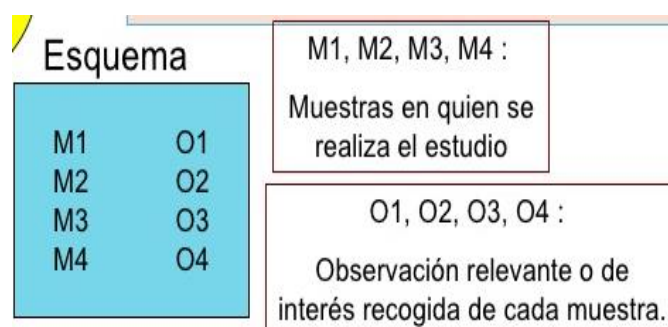 Esquema
M1 O1
M2 O2
M3 O3
M4 O4
M1, M2, M3, M4 :
Muestras en quien se
realiza el estudio
O1, O2, O3, O4 :
Observación relevante o de
interés recogida de cada muestra.